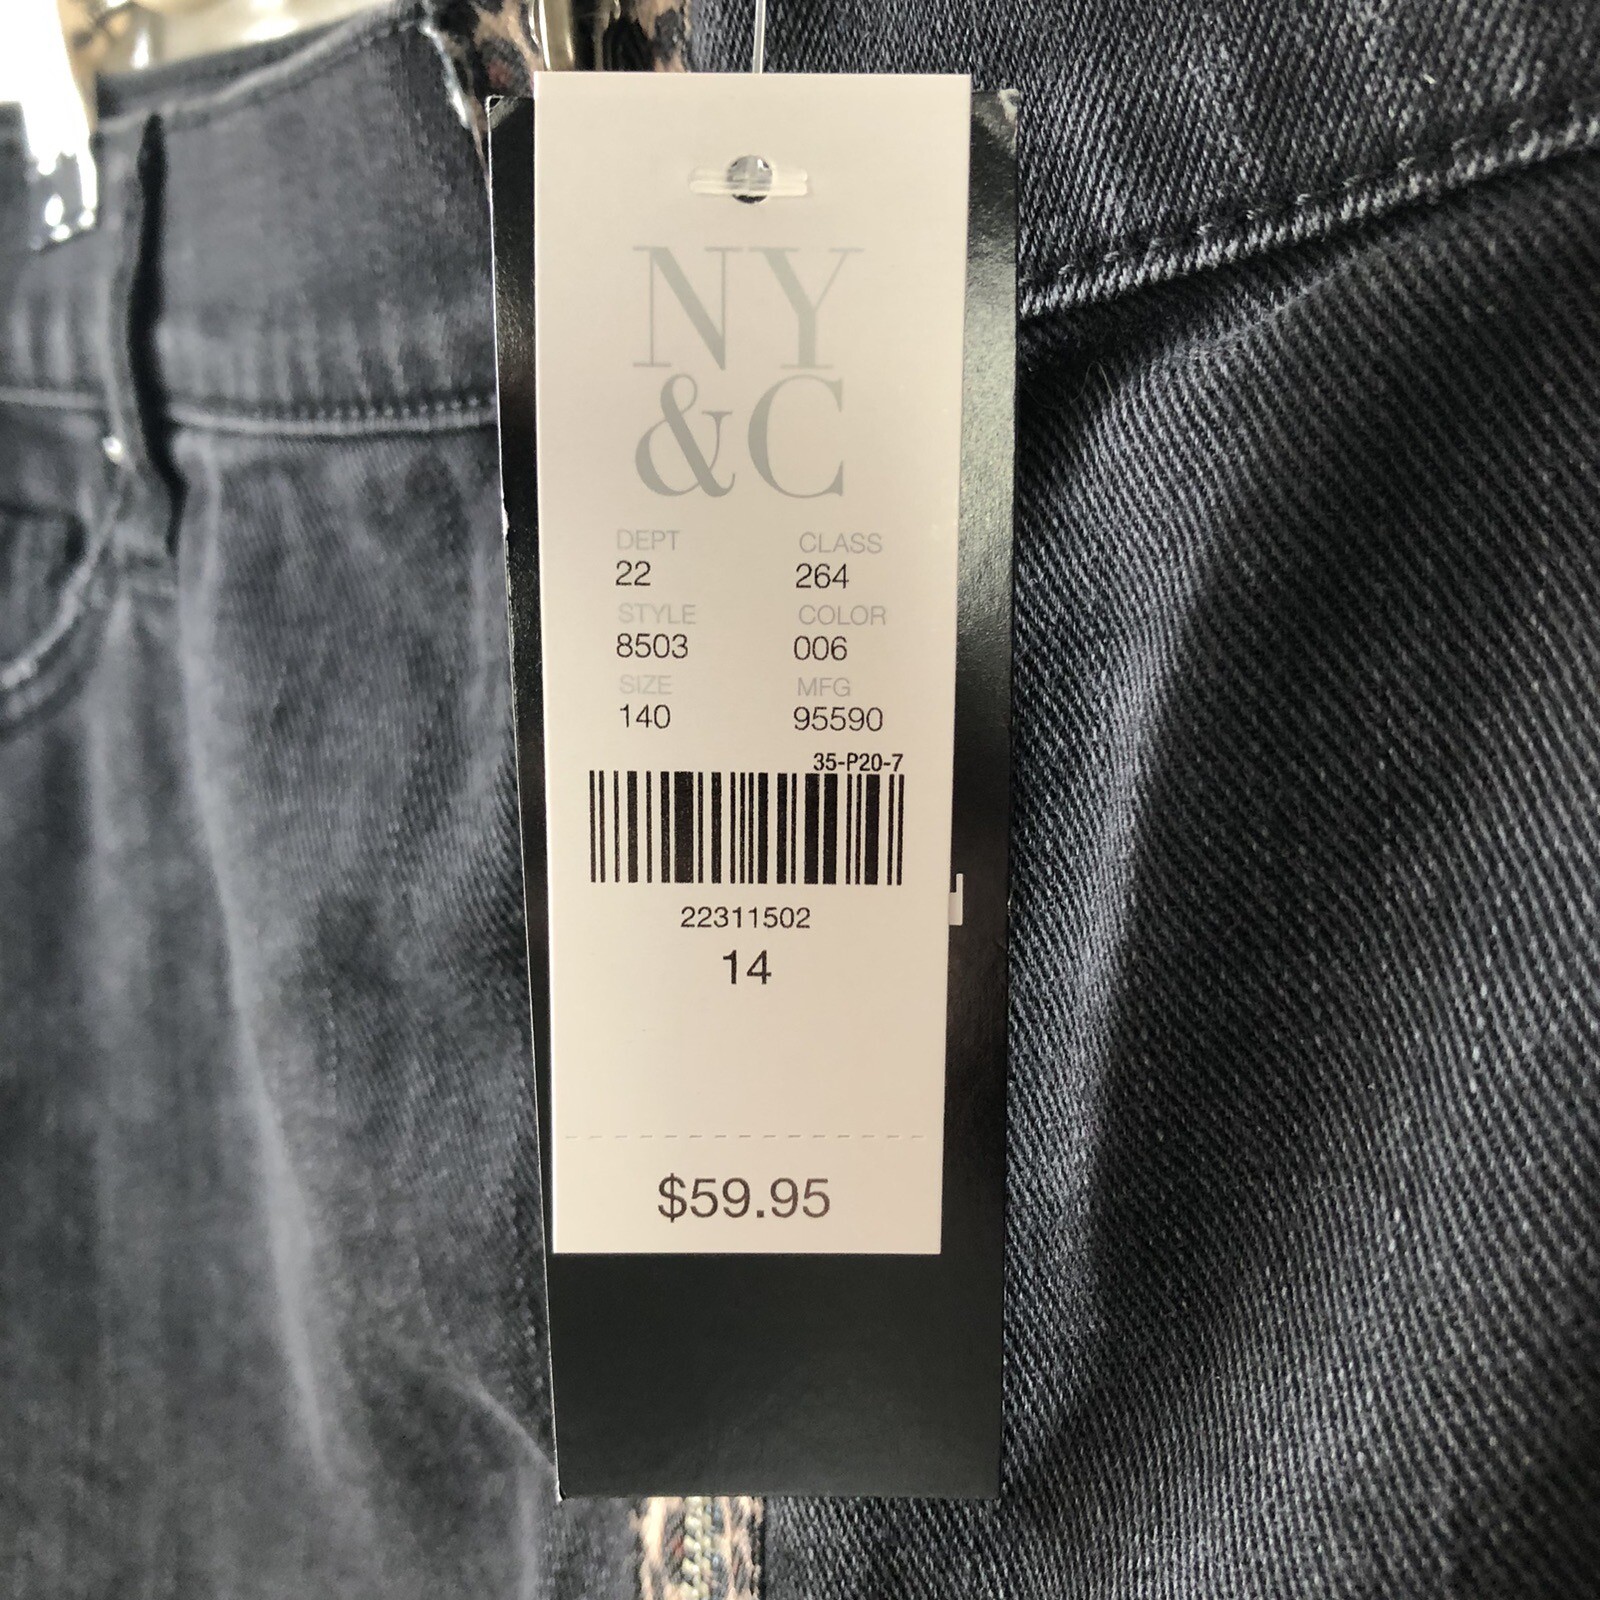 NY
&C
DEPT CLASS
22 264
STYLE COLOR
8503 006
SIZE MFG
140 95590
35-P20-7
22311502
14
$59.95